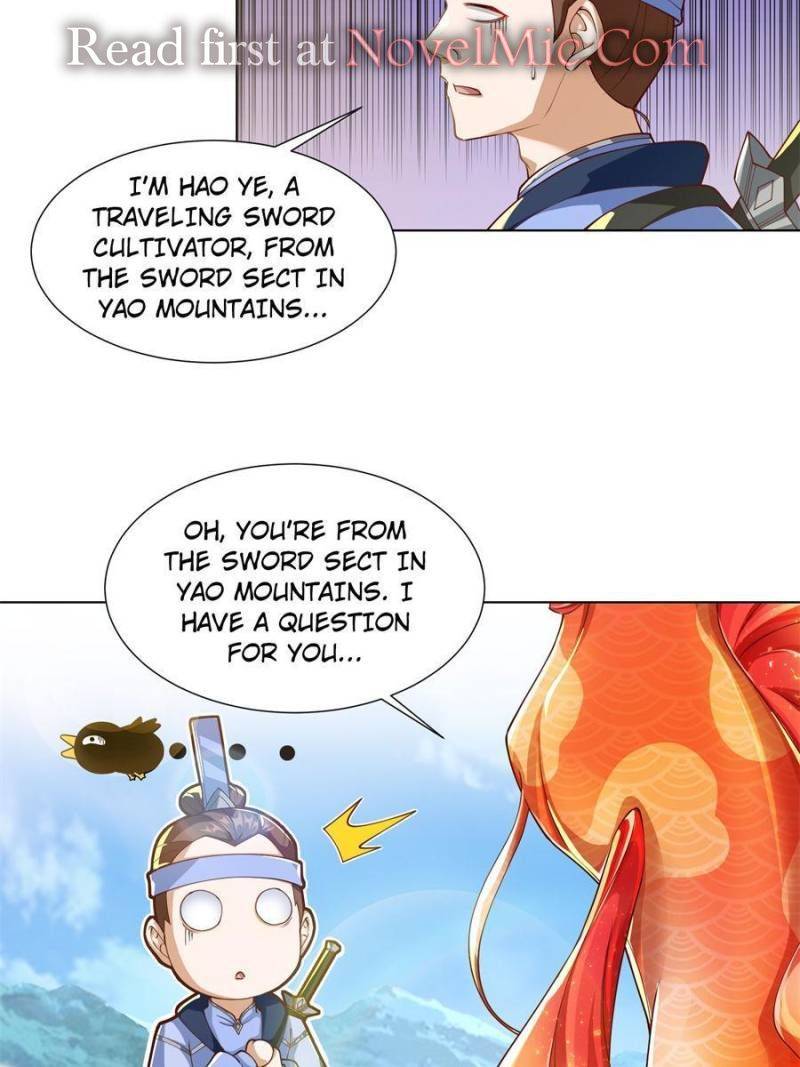 Read first at NovelMic.Com
I'M HAO YE, A
TRAVELING SWORD
CULTIVATOR, FROM
THE SWORD SECT IN
YAO MOUNTAINS...
OH, YOU'RE FROM
THE SWORD SECT IN
YAO MOUNTAINS. I
HAVE A QUESTION
FOR YOU...